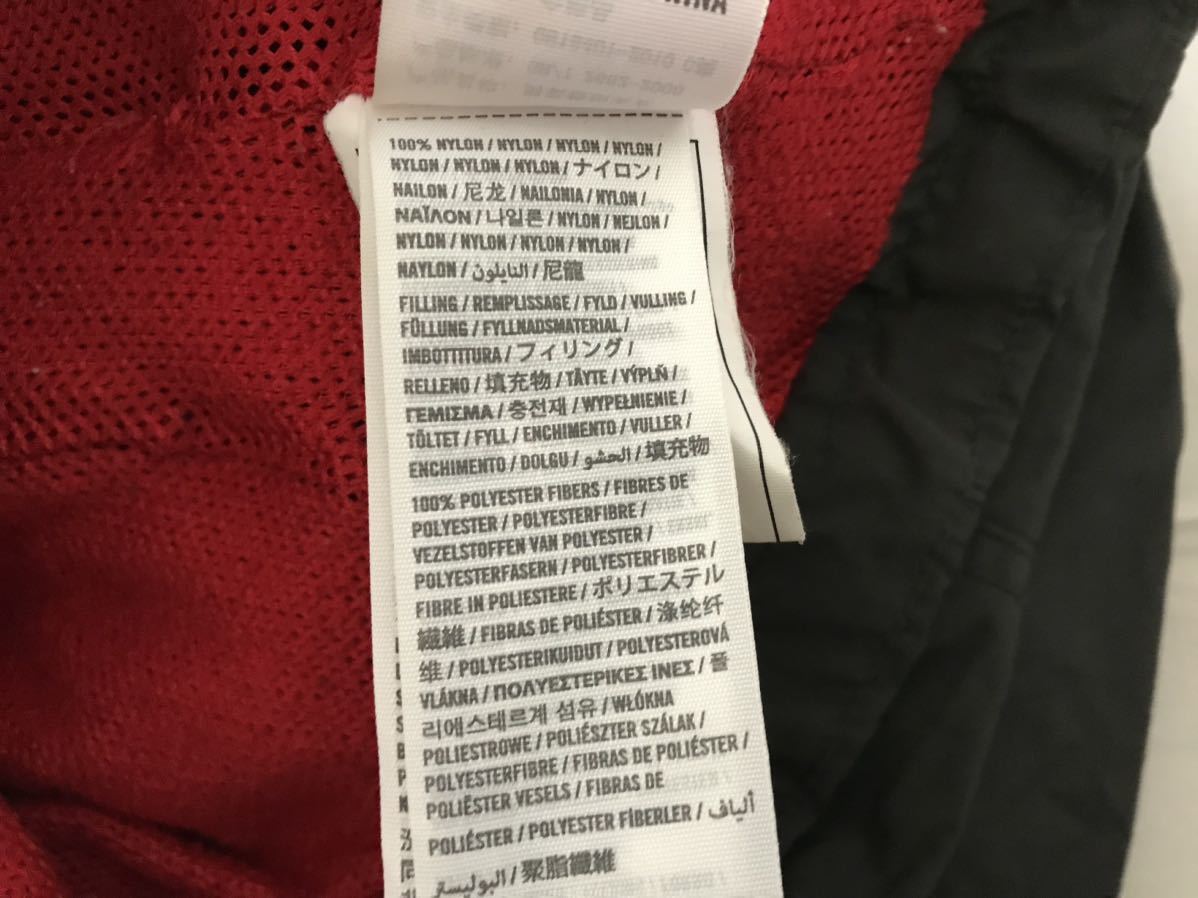 100% NYLON / NYLON / NYLON / NYLON /
NYLON / NYLON / NYLON / ナイロン /
NAILON / 尼龙 / NAILONIA / NYLON /
ΝΑΪΛΟΝ / 나일론 / NYLON / NEJLON /
NYLON / NYLON / NYLON / NYLON /
NAYLON / النايلون / 尼龍
FILLING / REMPLISSAGE / FYLD / VULLING /
FÜLLUNG / FYLLNADSMATERIAL /
IMBOTTITURA / フィリング /
RELLENO / 填充物 / TÄYTE / VÝPLŇ /
ΓΕΜΙΣΜΑ / 충전재 / WYPEŁNIENIE /
TÖLTET / FYLL / ENCHIMENTO / VULLER /
ENCHIMENTO / DOLGU / الحشو / 填充物
100% POLYESTER FIBERS / FIBRES DE
POLYESTER / POLYESTERFIBRE /
VEZELSTOFFEN VAN POLYESTER /
POLYESTERFASERN / POLYESTERFIBRER /
FIBRE IN POLIESTERE / ポリエステル
繊維 / FIBRAS DE POLIÉSTER / 涤纶纤
维 / POLYESTERIKUIDUT / POLYESTEROVÁ
VLÁKNA / ΠΟΛΥΕΣΤΕΡΙΚΕΣ ΙΝΕΣ / 폴
리에스테르계 섬유 / WŁÓKNA
POLIESTROWE / POLIÉSZTER SZÁLAK /
POLYESTERFIBRE / FIBRAS DE POLIÉSTER /
POLIËSTER VESELS / FIBRAS DE
POLIÉSTER / POLYESTER FİBERLER / ألياف
البوليستر / 聚脂纖維